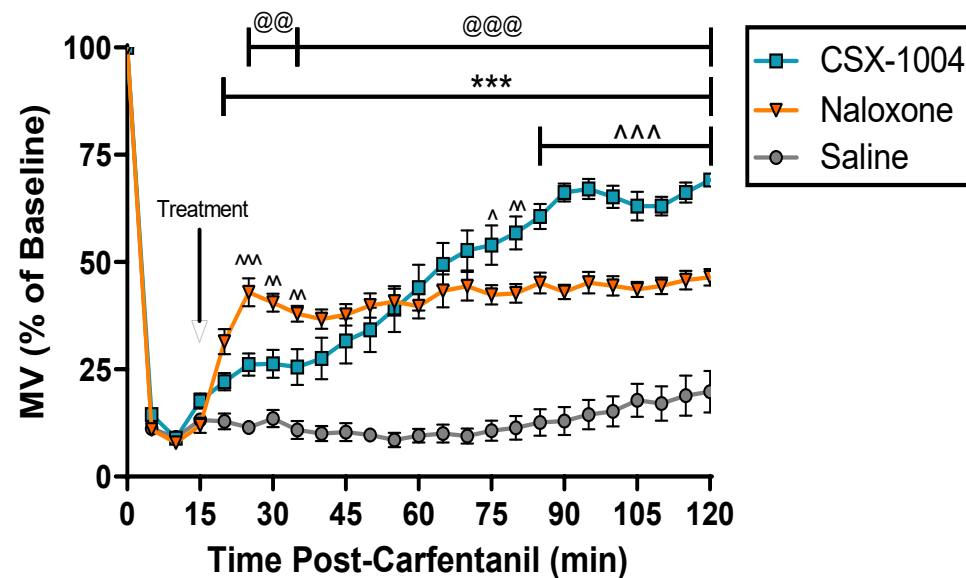 @@
@@@
100
***
^^^
75
Treatment
^
^^
^^^
^^
^^
50
25
0
MV (% of Baseline)
0 15 30 45 60 75 90 105 120
Time Post-Carfentanil (min)
CSX-1004
Naloxone
Saline